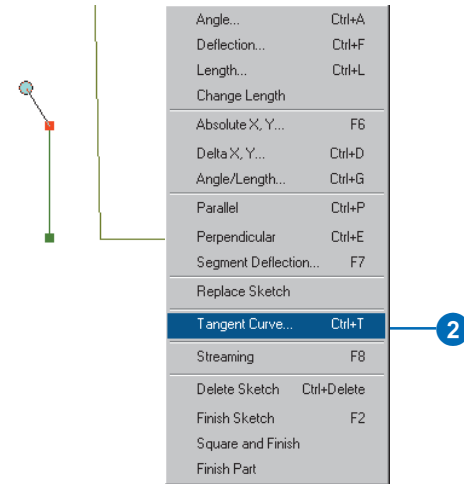 Angle... Ctrl+A
Deflection... Ctrl+F
Length... Ctrl+L
Change Length
Absolute X, Y... F6
Delta X, Y... Ctrl+D
Angle/Length... Ctrl+G
Parallel Ctrl+P
Perpendicular Ctrl+E
Segment Deflection... F7
Replace Sketch
Tangent Curve... Ctrl+T 2
Streaming F8
Delete Sketch Ctrl+Delete
Finish Sketch F2
Square and Finish
Finish Part